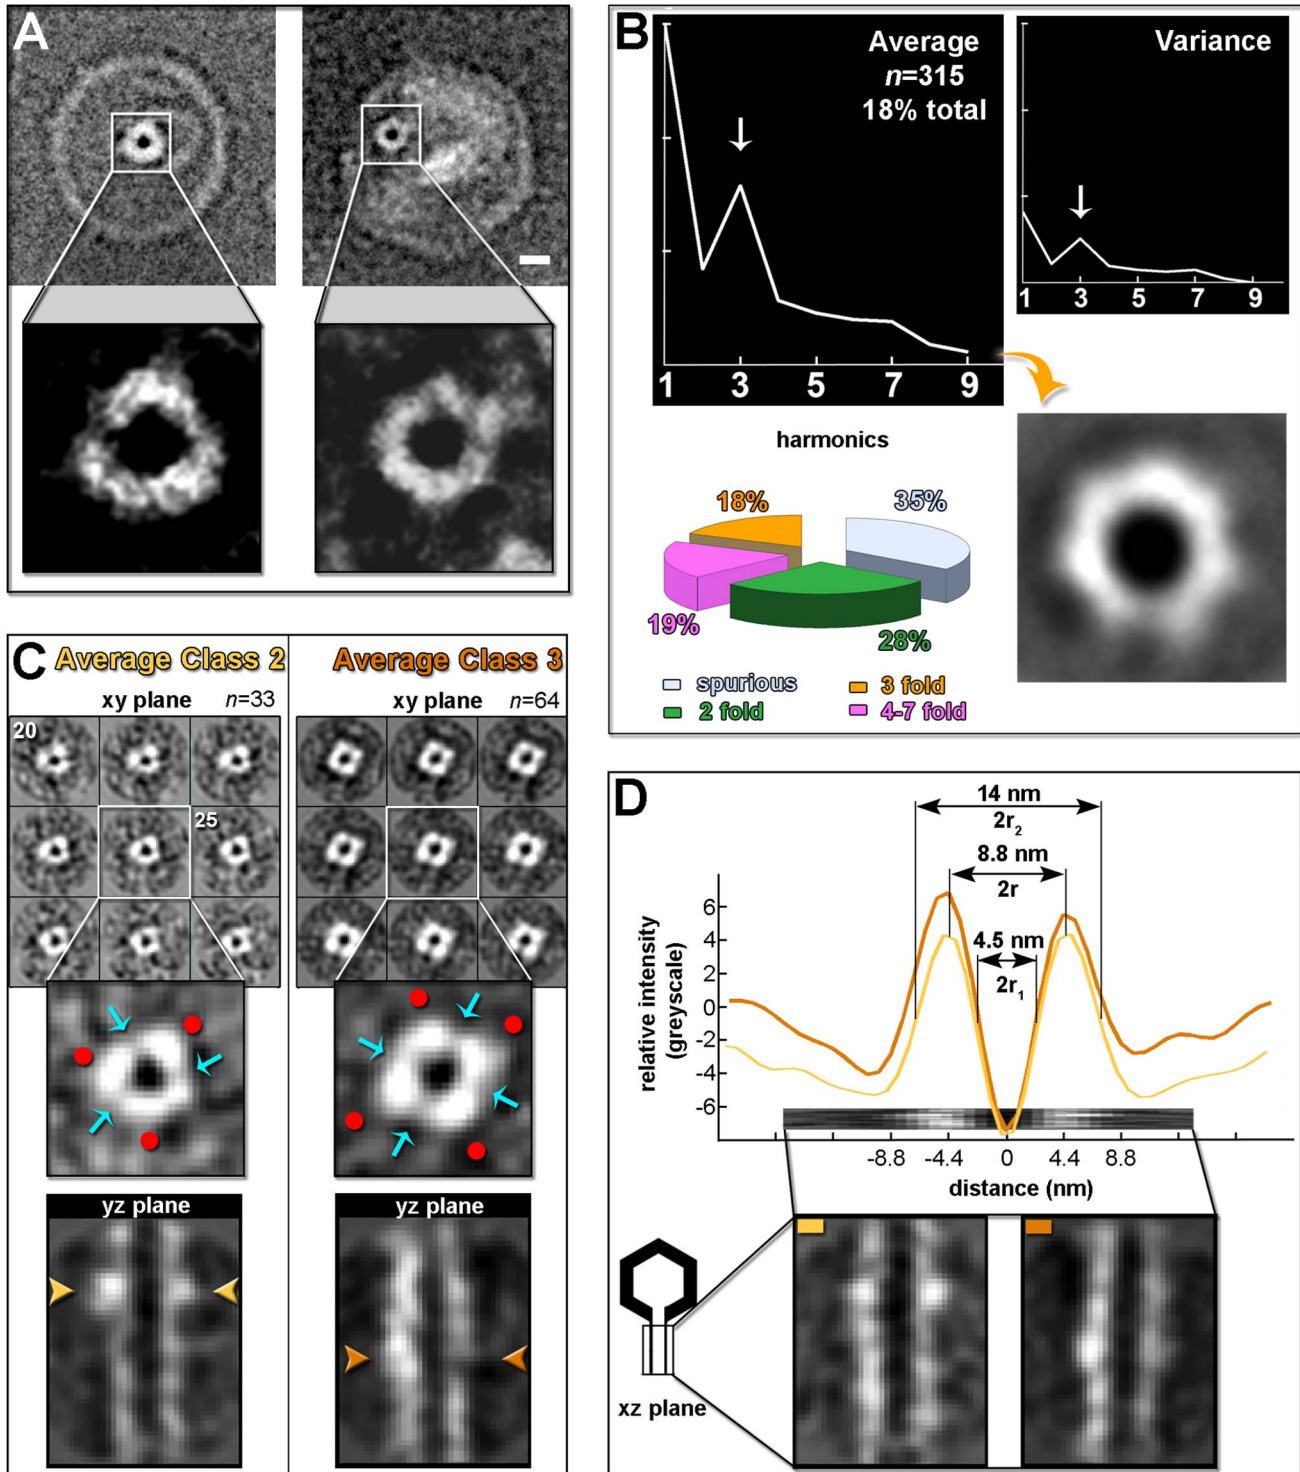 A
B
Average
n=315
18% total
1 3 5 7 9
Variance
1 3 5 7 9
harmonics
18%
35%
19%
28%
spurious
3 fold
2 fold
4-7 fold
C
Average Class 2
xy plane n=33
20
25
yz plane
Average Class 3
xy plane n=64
yz plane
D
14 nm
2r2
8.8 nm
2r
4.5 nm
2r1
relative intensity
(greyscale)
6
4
2
0
-2
-4
-6
-8.8 -4.4 0 4.4 8.8
distance (nm)
xz plane